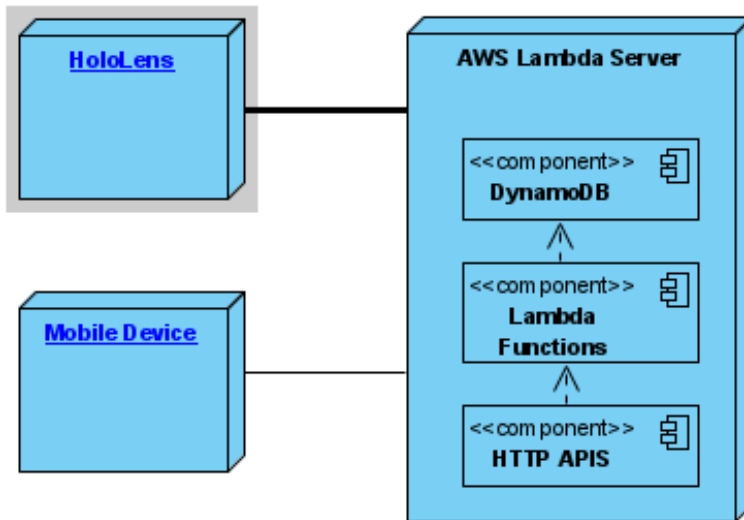 HoloLens
AWS Lambda Server
<<component>>
DynamoDB
<<component>>
Lambda
Functions
<<component>>
HTTP APIS
Mobile Device